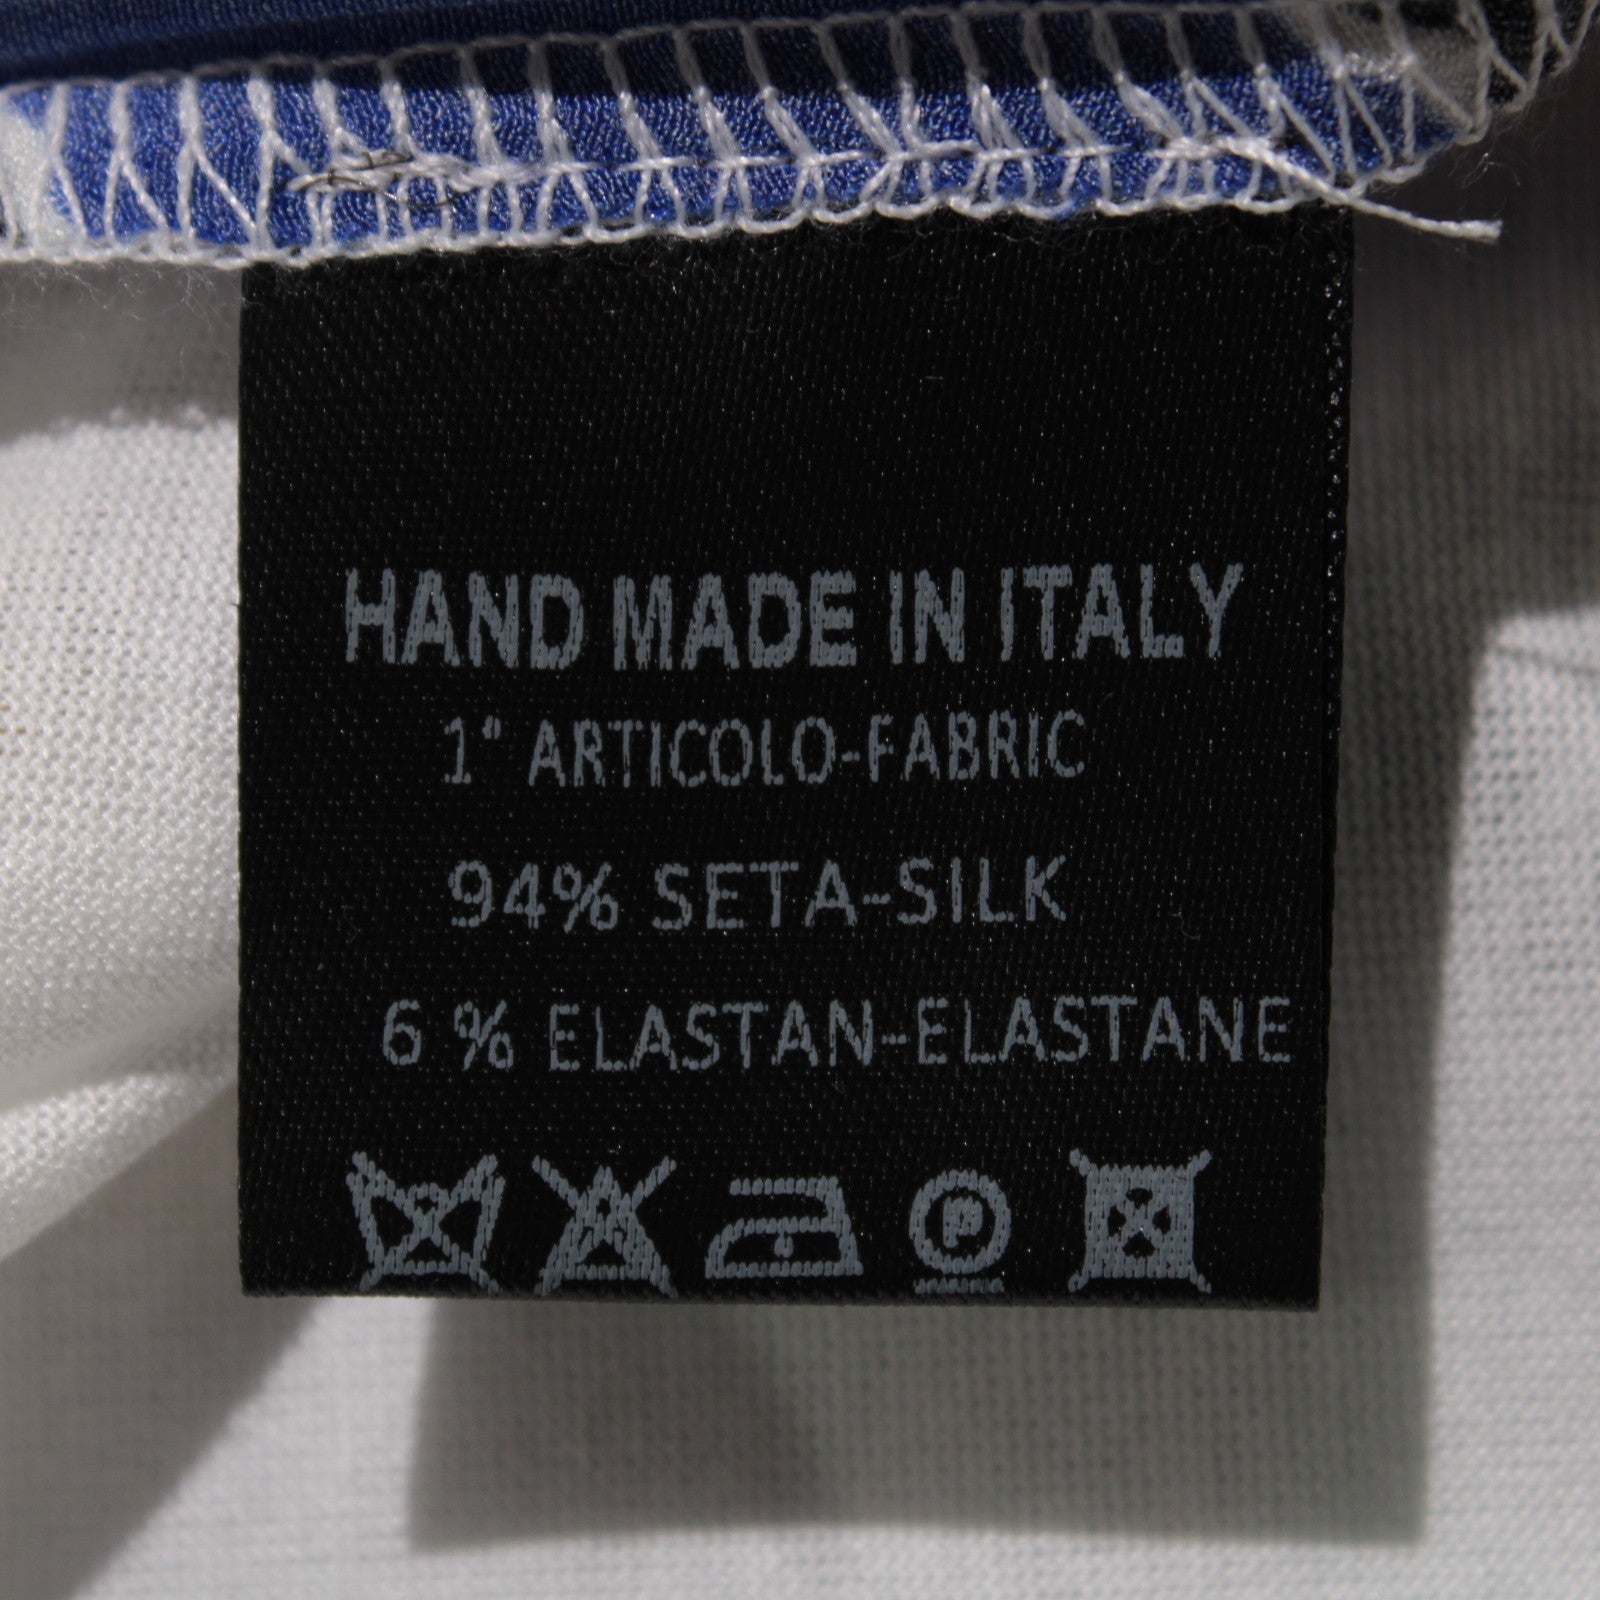 HAND MADE IN ITALY
1° ARTICOLO-FABRIC
94% SETA-SILK
6 % ELASTAN-ELASTANE
P